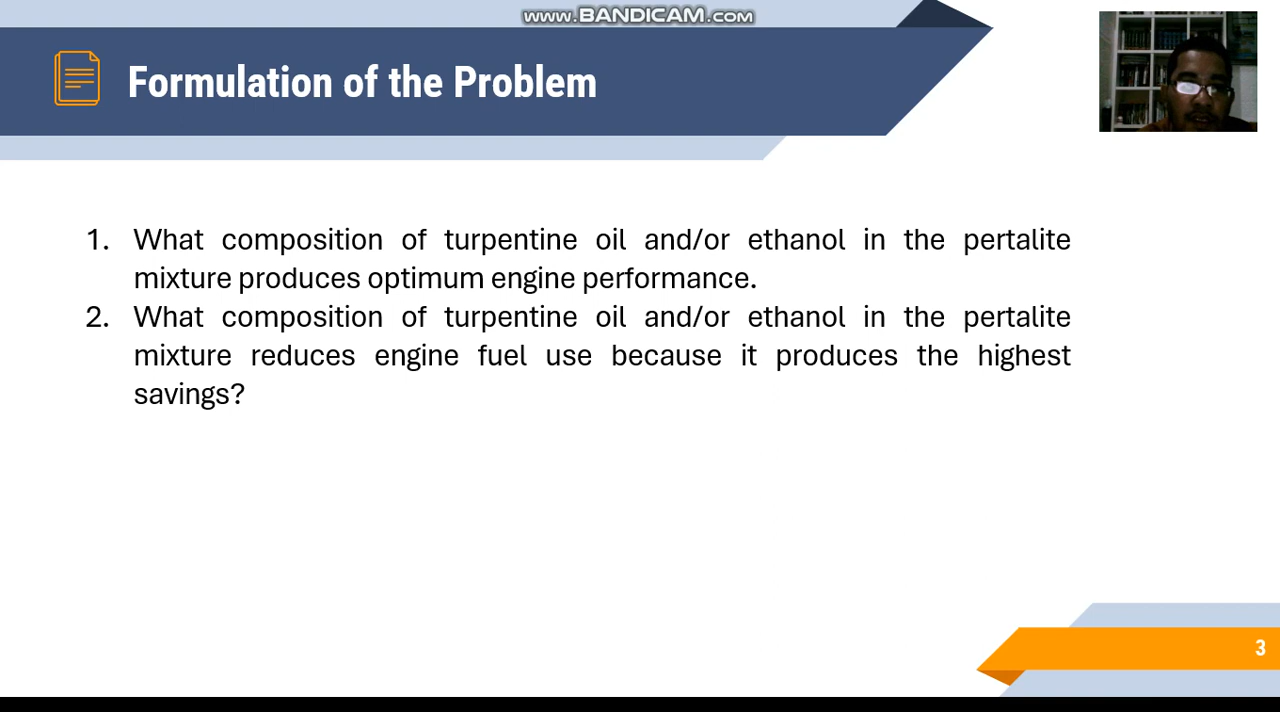 www.BANDICAM.com
Formulation of the Problem
1. What composition of turpentine oil and/or ethanol in the pertalite
mixture produces optimum engine performance.
2. What composition of turpentine oil and/or ethanol in the pertalite
mixture reduces engine fuel use because it produces the highest
savings?
3